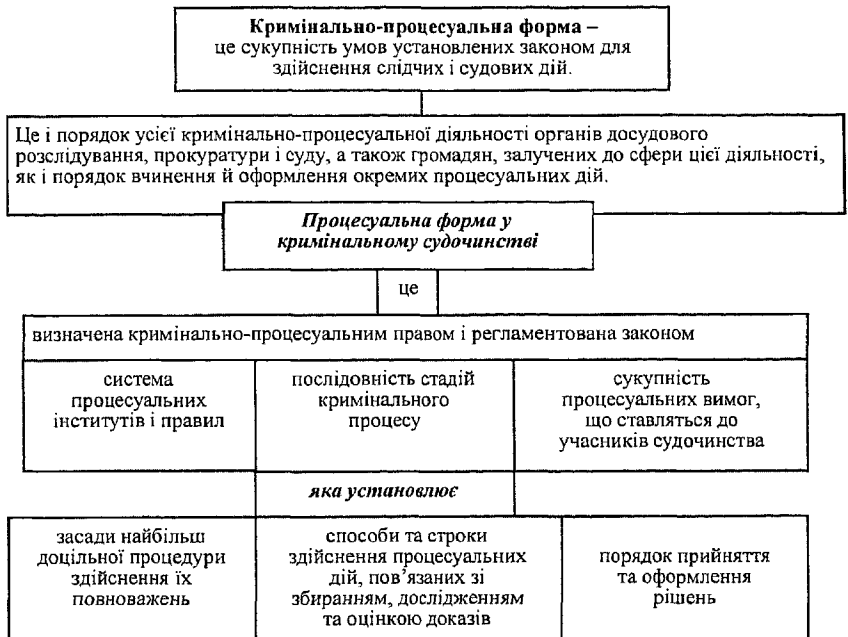 Кримінально-процесуальна форма –
це сукупність умов установлених законом для
здійснення слідчих і судових дій.
Це і порядок усієї кримінально-процесуальної діяльності органів досудового
розслідування, прокуратури і суду, а також громадян, залучених до сфери цієї діяльності,
як і порядок вчинення й оформлення окремих процесуальних дій.
Процесуальна форма у
кримінальному судочинстві
це
визначена кримінально-процесуальним правом і регламентована законом
система
процесуальних
інститутів і правил
послідовність стадій
кримінального
процесу
сукупність
процесуальних вимог,
що ставляться до
учасників судочинства
яка установлює
засади найбільш
доцільної процедури
здійснення їх
повноважень
способи та строки
здійснення процесуальних
дій, пов’язаних зі
збиранням, дослідженням
та оцінкою доказів
порядок прийняття
та оформлення
рішень